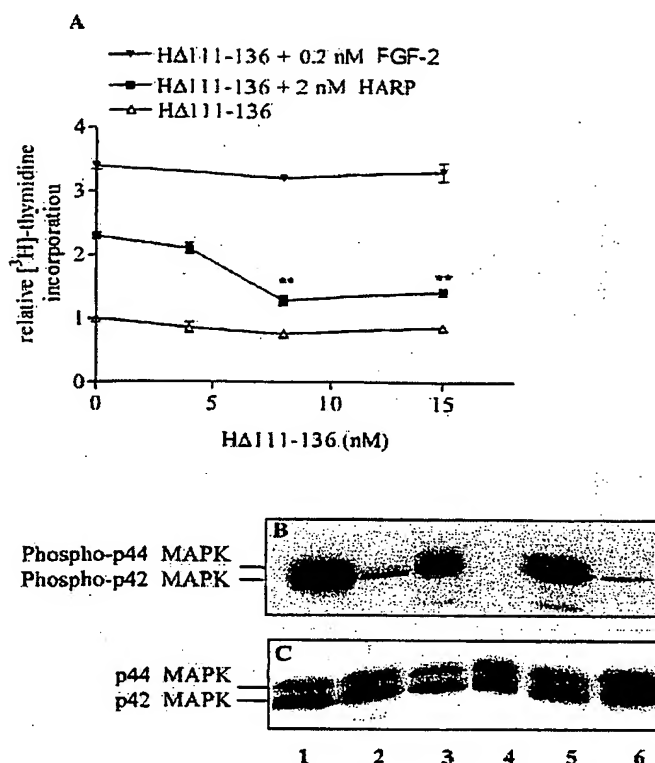 A
HΔ111-136 + 0.2 nM FGF-2
HΔ111-136 + 2 nM HARP
HΔ111-136
relative [³H]-thymidine
incorporation
4
3
2
1
0
**
**
0
5
10
15
HΔ111-136 (nM)
B
Phospho-p44 MAPK
Phospho-p42 MAPK
C
p44 MAPK
p42 MAPK
1 2 3 4 5 6